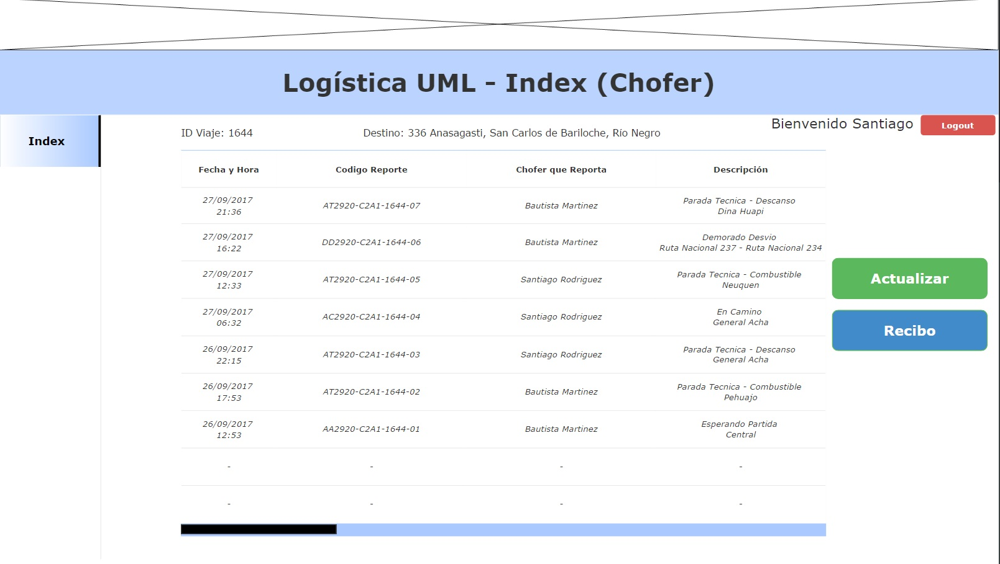 Logística UML - Index (Chofer)
Index
ID Viaje: 1644
Destino: 336 Anasagasti, San Carlos de Bariloche, Río Negro
Bienvenido Santiago
Logout
Fecha y Hora Codigo Reporte Chofer que Reporta Descripción
27/09/2017
21:36
AT2920-C2A1-1644-07
Bautista Martinez
Parada Tecnica - Descanso
Dina Huapi
27/09/2017
16:22
DD2920-C2A1-1644-06
Bautista Martinez
Demorado Desvio
Ruta Nacional 237 - Ruta Nacional 234
27/09/2017
12:33
AT2920-C2A1-1644-05
Santiago Rodriguez
Parada Tecnica - Combustible
Neuquen
27/09/2017
06:32
AC2920-C2A1-1644-04
Santiago Rodriguez
En Camino
General Acha
26/09/2017
22:15
AT2920-C2A1-1644-03
Santiago Rodriguez
Parada Tecnica - Descanso
General Acha
26/09/2017
17:53
AT2920-C2A1-1644-02
Bautista Martinez
Parada Tecnica - Combustible
Pehuajo
26/09/2017
12:53
AA2920-C2A1-1644-01
Bautista Martinez
Esperando Partida
Central
- - - -
- - - -
Actualizar
Recibo